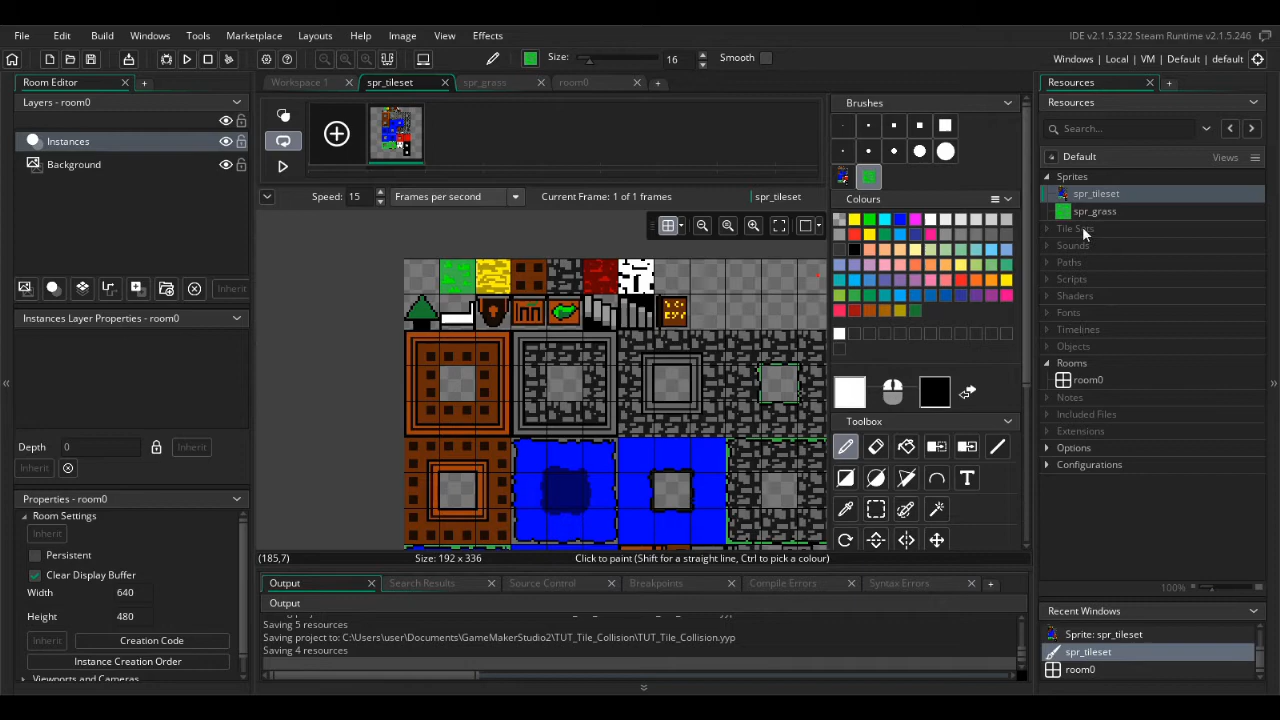 File Edit Build Windows Tools Marketplace Layouts Help Image Effects
IDE v2.1.5.322 Steam Runtime v2.1.5.246
Size: 16 Smooth
Windows | Local | VM | Default | default
Room Editor
Layers - room0
Instances
Background
Inherit
Instances Layer Properties - room0
Depth 0 Inherit
Inherit
Properties - room0
Room Settings
Inherit
Persistent
Clear Display Buffer
Width 640
Height 480
Inherit Creation Code
Instance Creation Order
Viewports and Cameras
Workspace 1 spr_tileset spr_grass room0
Speed: 15 Frames per second Current Frame: 1 of 1 frames spr_tileset
(185,7) Size: 192 x 336 Click to paint (Shift for a straight line, Ctrl to pick a colour)
Output Search Results Source Control Breakpoints Compile Errors Syntax Errors
Output
Saving 5 resources
Saving project to: C:\Users\user\Documents\GameMakerStudio2\TUT_Tile_Collision\TUT_Tile_Collision.yyp
Saving 4 resources
Brushes
Colours
Toolbox
T
Resources
Resources
Search...
Default Views
Sprites
spr_tileset
spr_grass
Tile Sets
Sounds
Paths
Scripts
Shaders
Fonts
Timelines
Objects
Rooms
room0
Notes
Included Files
Extensions
Options
Configurations
100%
Recent Windows
Sprite: spr_tileset
spr_tileset
room0